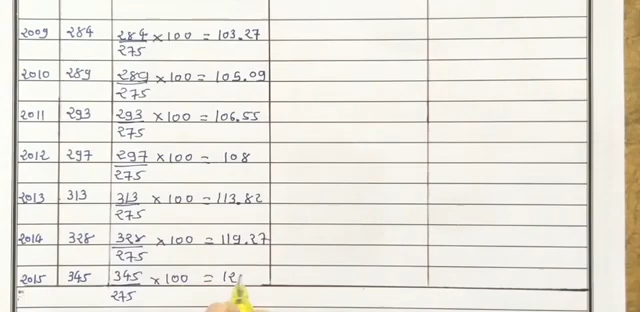 2009 284 284/275 × 100 = 103.27
2010 289 289/275 × 100 = 105.09
2011 293 293/275 × 100 = 106.55
2012 297 297/275 × 100 = 108
2013 313 313/275 × 100 = 113.82
2014 328 328/275 × 100 = 119.27
2015 345 345/275 × 100 = 12